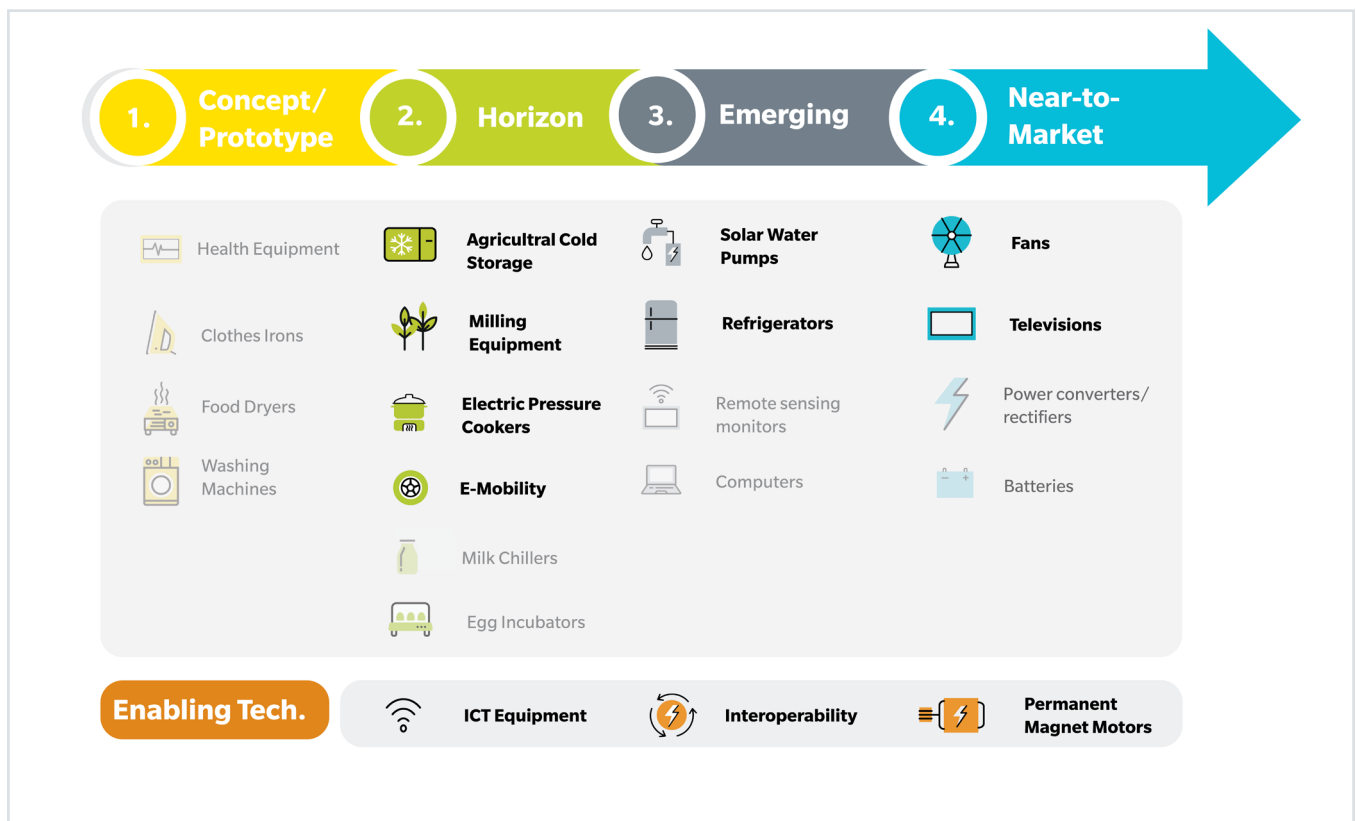 1.
Concept/
Prototype
2.
Horizon
3.
Emerging
4.
Near-to-
Market
Health Equipment
Clothes Irons
Food Dryers
Washing
Machines
Agricultral Cold
Storage
Milling
Equipment
Electric Pressure
Cookers
E-Mobility
Milk Chillers
Egg Incubators
Solar Water
Pumps
Refrigerators
Remote sensing
monitors
Computers
Fans
Televisions
Power converters/
rectifiers
Batteries
Enabling Tech.
ICT Equipment
Interoperability
Permanent
Magnet Motors